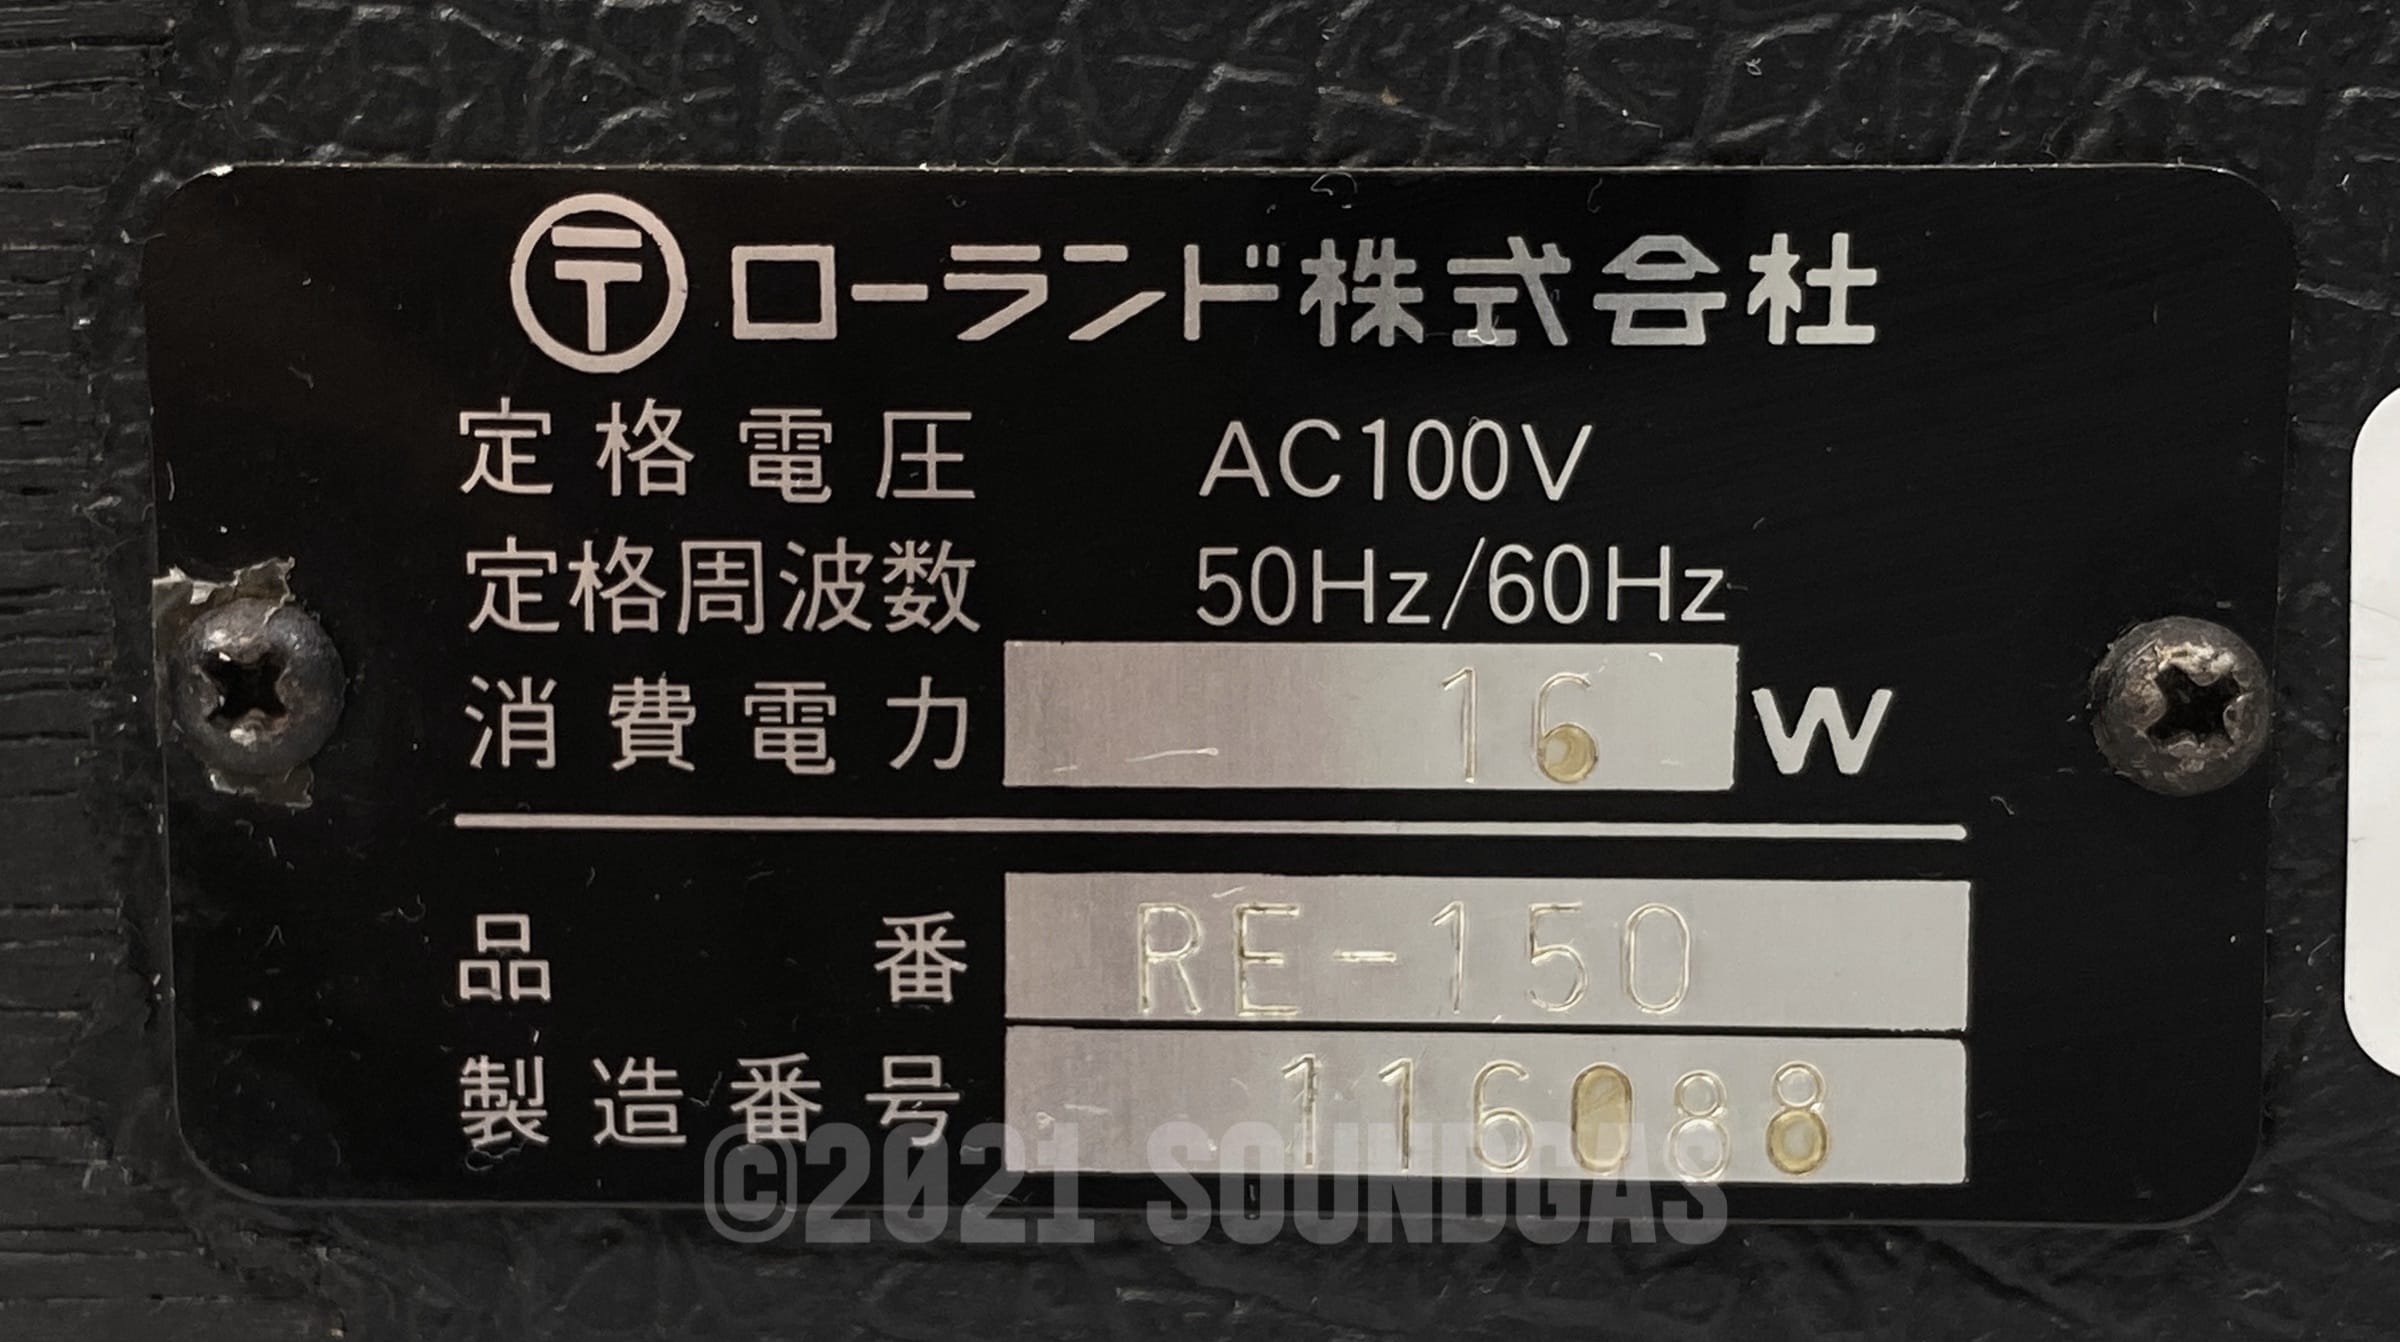 〒ローランド株式会社
定格電圧 AC100V
定格周波数 50Hz/60Hz
消費電力 16 W
品番 RE-150
製造番号 116088
©2021 SOUNDGAS